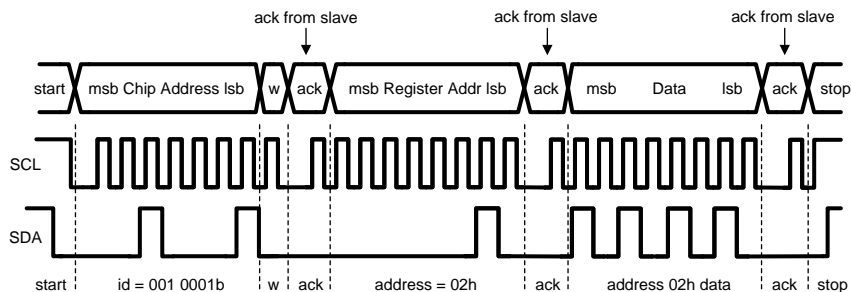 ack from slave ack from slave ack from slave
start msb Chip Address lsb w ack msb Register Addr lsb ack msb Data lsb ack stop
SCL
SDA
start id = 001 0001b w ack address = 02h ack address 02h data ack stop